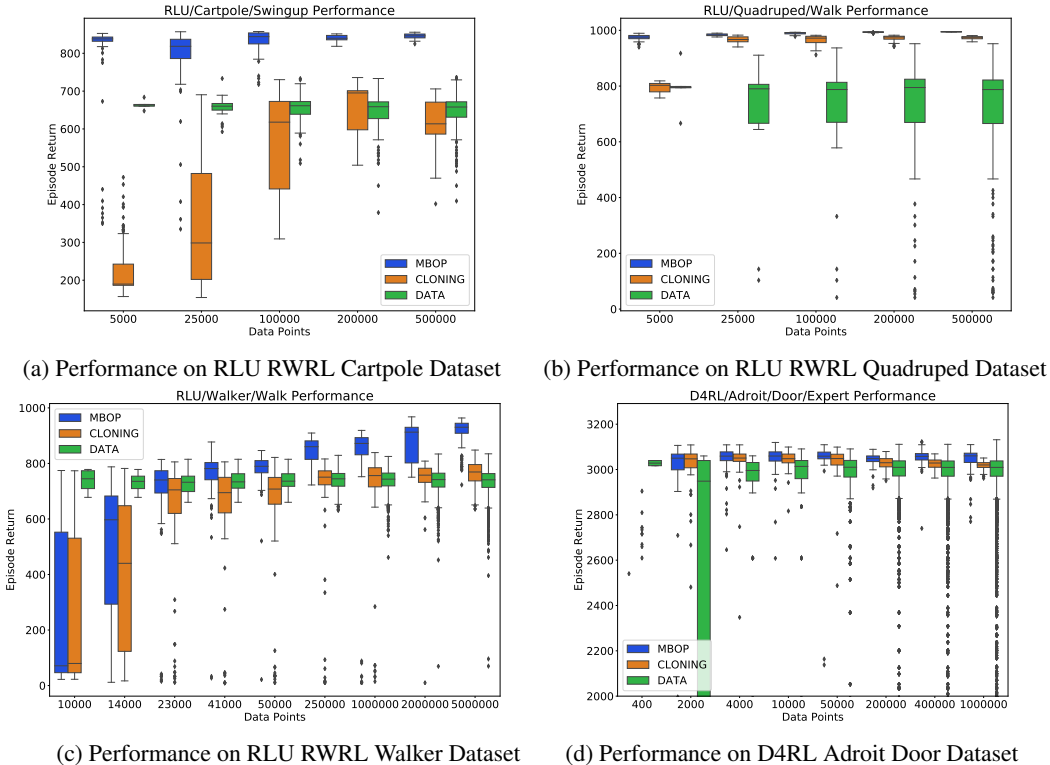 RLU/Cartpole/Swingup Performance
Episode Return
800
700
600
500
400
300
200
MBOP
CLONING
DATA
5000 25000 100000 200000 500000
Data Points
(a) Performance on RLU RWRL Cartpole Dataset
RLU/Quadruped/Walk Performance
Episode Return
1000
800
600
400
200
0
MBOP
CLONING
DATA
5000 25000 100000 200000 500000
Data Points
(b) Performance on RLU RWRL Quadruped Dataset
RLU/Walker/Walk Performance
Episode Return
1000
800
600
400
200
0
MBOP
CLONING
DATA
10000 14000 23000 41000 50000 250000 1000000 2000000 5000000
Data Points
(c) Performance on RLU RWRL Walker Dataset
D4RL/Adroit/Door/Expert Performance
Episode Return
3200
3000
2800
2600
2400
2200
2000
MBOP
CLONING
DATA
400 2000 4000 10000 50000 200000 400000 1000000
Data Points
(d) Performance on D4RL Adroit Door Dataset